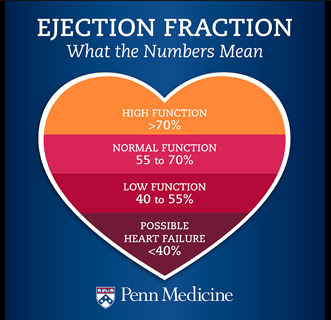 EJECTION FRACTION
What the Numbers Mean
HIGH FUNCTION
>70%
NORMAL FUNCTION
55 to 70%
LOW FUNCTION
40 to 55%
POSSIBLE
HEART FAILURE
<40%
Penn Medicine